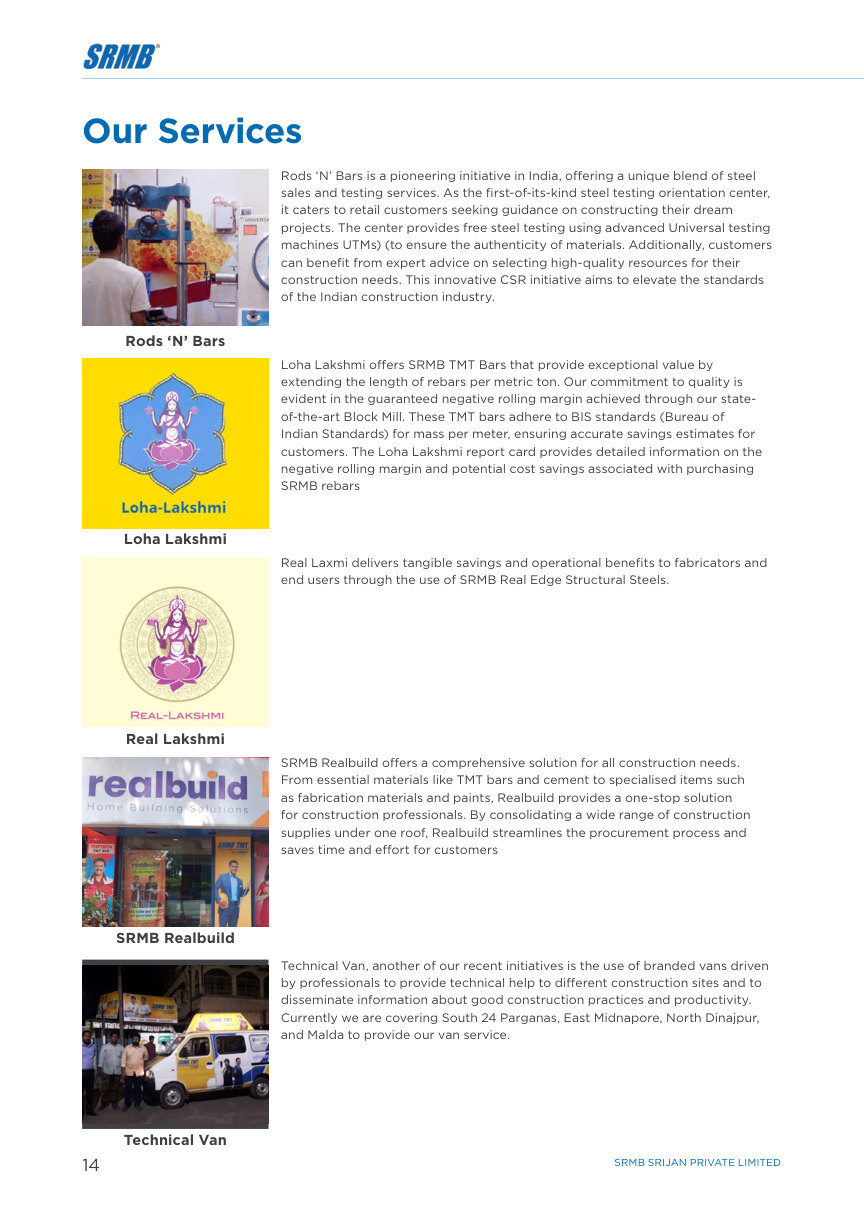 SRMB
Our Services
Rods ‘N’ Bars is a pioneering initiative in India, offering a unique blend of steel
sales and testing services. As the first-of-its-kind steel testing orientation center,
it caters to retail customers seeking guidance on constructing their dream
projects. The center provides free steel testing using advanced Universal testing
machines UTMs) (to ensure the authenticity of materials. Additionally, customers
can benefit from expert advice on selecting high-quality resources for their
construction needs. This innovative CSR initiative aims to elevate the standards
of the Indian construction industry.
UNIVERSAL
Rods ‘N’ Bars
Loha Lakshmi offers SRMB TMT Bars that provide exceptional value by
extending the length of rebars per metric ton. Our commitment to quality is
evident in the guaranteed negative rolling margin achieved through our state-
of-the-art Block Mill. These TMT bars adhere to BIS standards (Bureau of
Indian Standards) for mass per meter, ensuring accurate savings estimates for
customers. The Loha Lakshmi report card provides detailed information on the
negative rolling margin and potential cost savings associated with purchasing
SRMB rebars
Loha-Lakshmi
Loha Lakshmi
Real Laxmi delivers tangible savings and operational benefits to fabricators and
end users through the use of SRMB Real Edge Structural Steels.
Real-Lakshmi
Real Lakshmi
SRMB Realbuild offers a comprehensive solution for all construction needs.
From essential materials like TMT bars and cement to specialised items such
as fabrication materials and paints, Realbuild provides a one-stop solution
for construction professionals. By consolidating a wide range of construction
supplies under one roof, Realbuild streamlines the procurement process and
saves time and effort for customers
realbuild
Home Building Solutions
TOPTECH
TMT BAR
realbuild
SRMB TMT
SRMB Realbuild
Technical Van, another of our recent initiatives is the use of branded vans driven
by professionals to provide technical help to different construction sites and to
disseminate information about good construction practices and productivity.
Currently we are covering South 24 Parganas, East Midnapore, North Dinajpur,
and Malda to provide our van service.
SRMB TMT
SRMB TMT
SRMB TMT
Technical Van
14
SRMB SRIJAN PRIVATE LIMITED